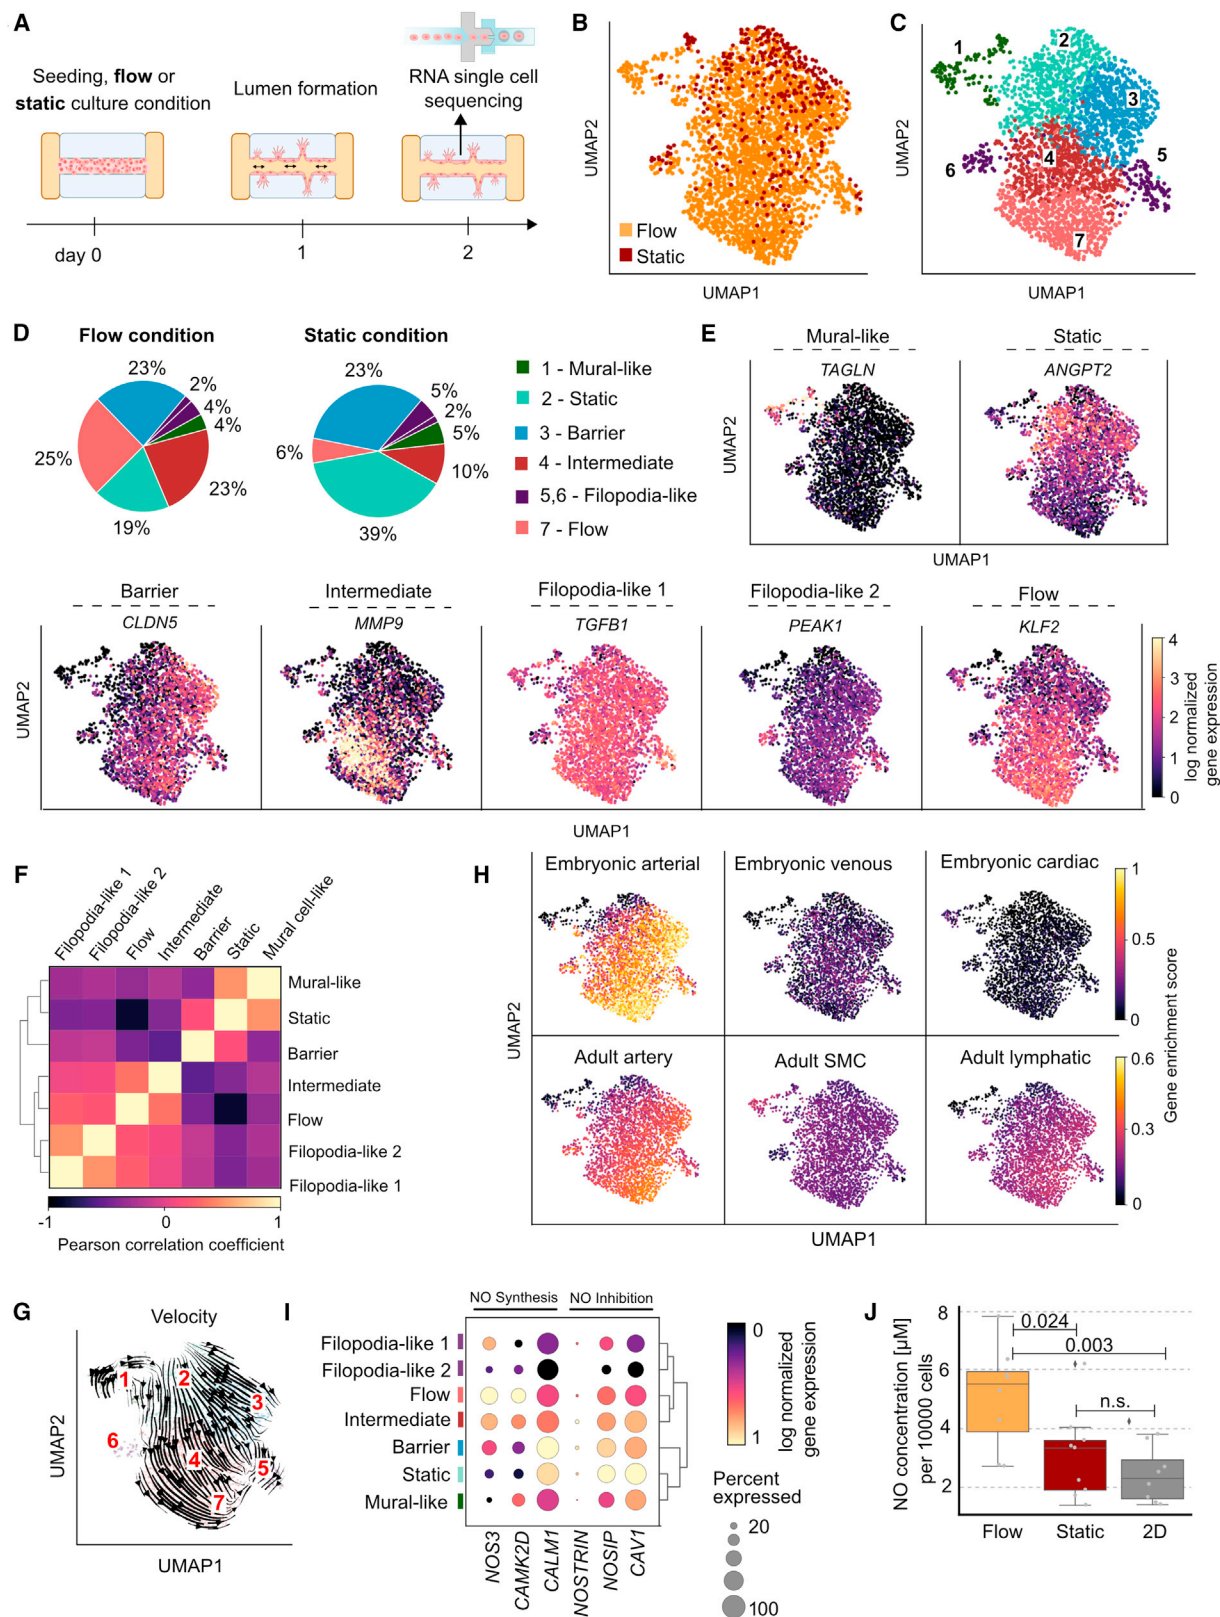 A
Seeding, flow or
static culture condition
Lumen formation
RNA single cell
sequencing
day 0
1
2
B
UMAP2
Flow
Static
UMAP1
C
1
2
3
4
5
6
7
UMAP2
UMAP1
D
Flow condition
23%
2%
4%
4%
23%
19%
25%
Static condition
23%
5%
2%
5%
10%
39%
6%
1 - Mural-like
2 - Static
3 - Barrier
4 - Intermediate
5,6 - Filopodia-like
7 - Flow
E
Mural-like
TAGLN
Static
ANGPT2
UMAP2
UMAP1
Barrier
CLDN5
Intermediate
MMP9
Filopodia-like 1
TGFB1
Filopodia-like 2
PEAK1
Flow
KLF2
UMAP2
UMAP1
4
3
2
1
0
log normalized
gene expression
F
Filopodia-like 1
Filopodia-like 2
Flow
Intermediate
Barrier
Static
Mural cell-like
Mural-like
Static
Barrier
Intermediate
Flow
Filopodia-like 2
Filopodia-like 1
-1
0
1
Pearson correlation coefficient
H
Embryonic arterial
Embryonic venous
Embryonic cardiac
Adult artery
Adult SMC
Adult lymphatic
UMAP2
UMAP1
1
0.5
0
0.6
0.3
0
Gene enrichment score
G
Velocity
1
2
3
4
5
6
7
UMAP2
UMAP1
I
NO Synthesis
NO Inhibition
Filopodia-like 1
Filopodia-like 2
Flow
Intermediate
Barrier
Static
Mural-like
NOS3
CAMK2D
CALM1
NOSTRIN
NOSIP
CAV1
0
1
log normalized
gene expression
Percent
expressed
20
100
J
NO concentration [µM]
per 10000 cells
8
6
4
2
0.024
0.003
n.s.
Flow
Static
2D